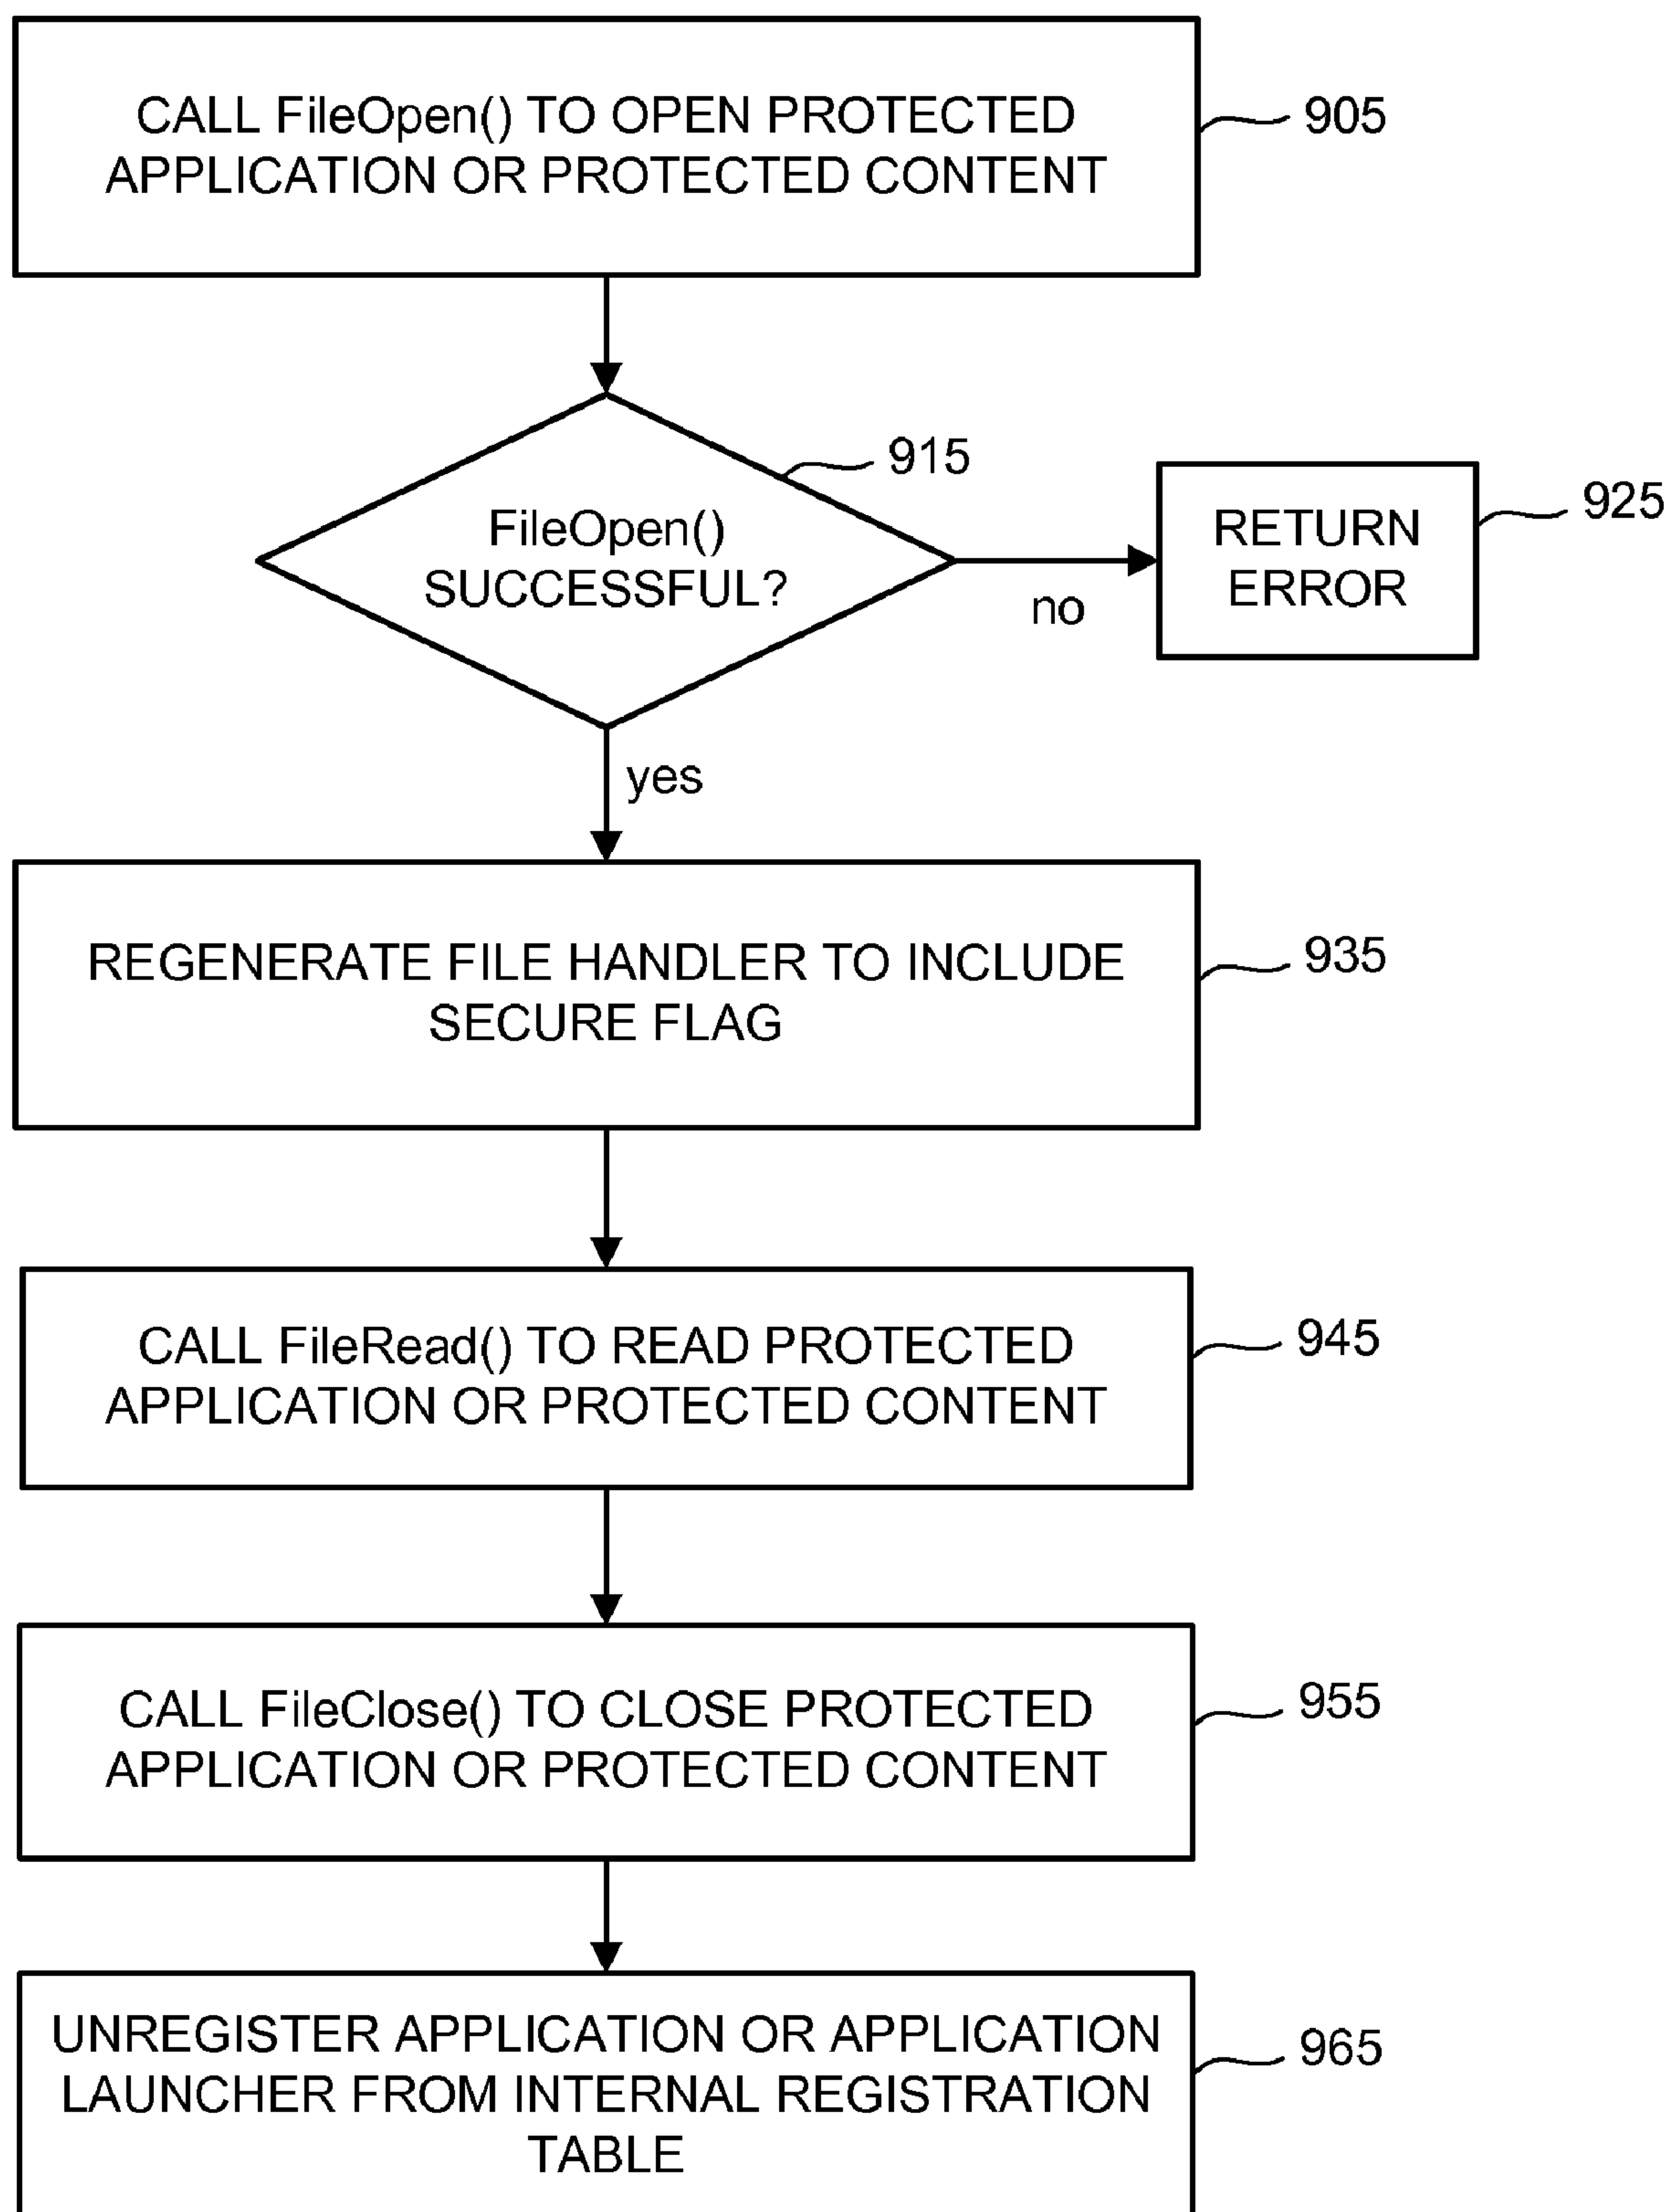 CALL FileOpen() TO OPEN PROTECTED
APPLICATION OR PROTECTED CONTENT
905
915
FileOpen()
SUCCESSFUL?
no
RETURN
ERROR
925
yes
REGENERATE FILE HANDLER TO INCLUDE
SECURE FLAG
935
CALL FileRead() TO READ PROTECTED
APPLICATION OR PROTECTED CONTENT
945
CALL FileClose() TO CLOSE PROTECTED
APPLICATION OR PROTECTED CONTENT
955
UNREGISTER APPLICATION OR APPLICATION
LAUNCHER FROM INTERNAL REGISTRATION
TABLE
965